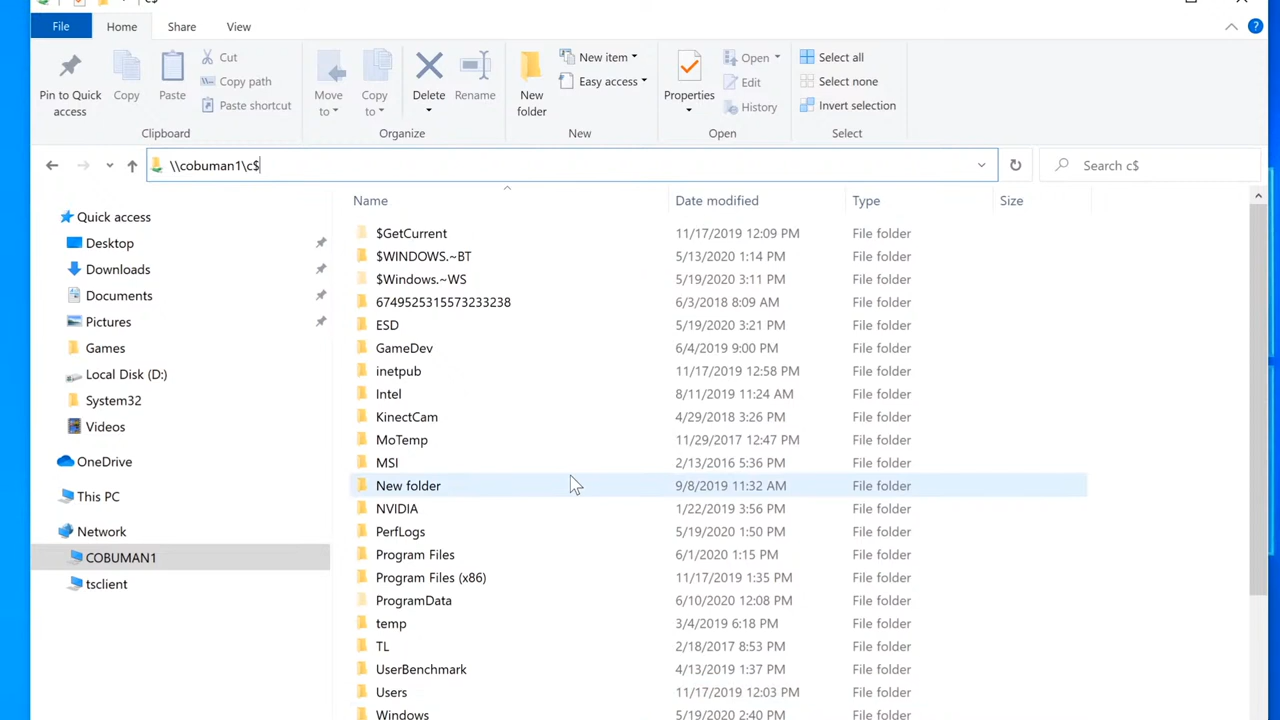 c$
File Home Share View
Pin to Quick access
Copy
Paste
Cut
Copy path
Paste shortcut
Clipboard
Move to
Copy to
Delete
Rename
Organize
New folder
New item
Easy access
New
Properties
Open
Edit
History
Open
Select all
Select none
Invert selection
Select
\\cobuman1\c$
Search c$
Quick access
Desktop
Downloads
Documents
Pictures
Games
Local Disk (D:)
System32
Videos
OneDrive
This PC
Network
COBUMAN1
tsclient
Name Date modified Type Size
$GetCurrent 11/17/2019 12:09 PM File folder
$WINDOWS.~BT 5/13/2020 1:14 PM File folder
$Windows.~WS 5/19/2020 3:11 PM File folder
6749525315573233238 6/3/2018 8:09 AM File folder
ESD 5/19/2020 3:21 PM File folder
GameDev 6/4/2019 9:00 PM File folder
inetpub 11/17/2019 12:58 PM File folder
Intel 8/11/2019 11:24 AM File folder
KinectCam 4/29/2018 3:26 PM File folder
MoTemp 11/29/2017 12:47 PM File folder
MSI 2/13/2016 5:36 PM File folder
New folder 9/8/2019 11:32 AM File folder
NVIDIA 1/22/2019 3:56 PM File folder
PerfLogs 5/19/2020 1:50 PM File folder
Program Files 6/1/2020 1:15 PM File folder
Program Files (x86) 11/17/2019 1:35 PM File folder
ProgramData 6/10/2020 12:08 PM File folder
temp 3/4/2019 6:18 PM File folder
TL 2/18/2017 8:53 PM File folder
UserBenchmark 4/13/2019 1:37 PM File folder
Users 11/17/2019 12:03 PM File folder
Windows 5/19/2020 2:40 PM File folder